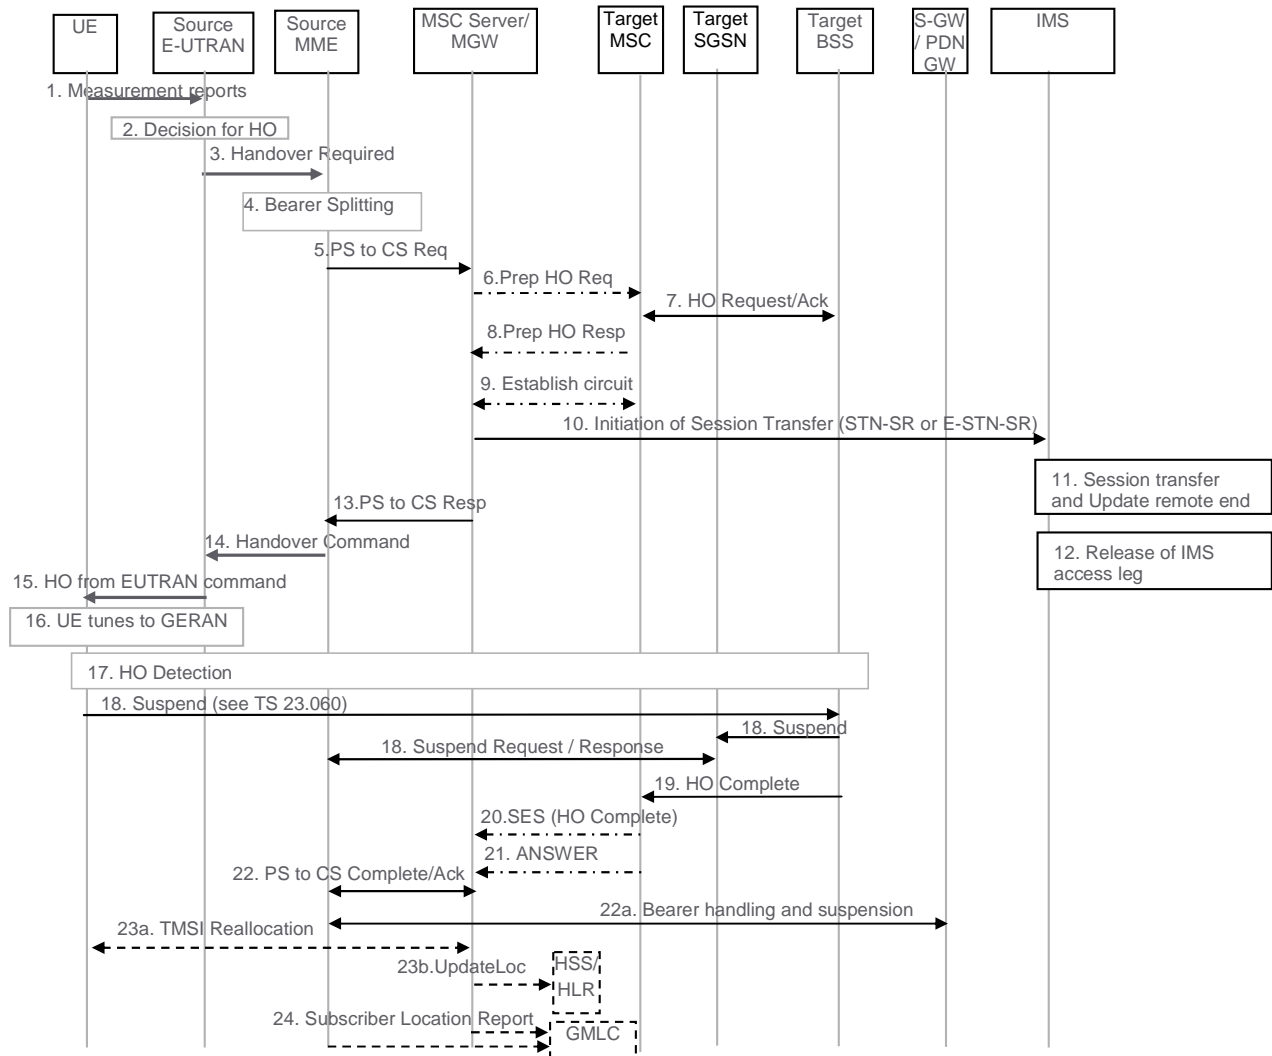 UE
Source
E-UTRAN
Source
MME
MSC Server/
MGW
Target
MSC
Target
SGSN
Target
BSS
S-GW
/ PDN
GW
IMS
1. Measurement reports
2. Decision for HO
3. Handover Required
4. Bearer Splitting
5.PS to CS Req
6.Prep HO Req
7. HO Request/Ack
8.Prep HO Resp
9. Establish circuit
10. Initiation of Session Transfer (STN-SR or E-STN-SR)
11. Session transfer
and Update remote end
13.PS to CS Resp
14. Handover Command
12. Release of IMS
access leg
15. HO from EUTRAN command
16. UE tunes to GERAN
17. HO Detection
18. Suspend (see TS 23.060)
18. Suspend
18. Suspend Request / Response
19. HO Complete
20.SES (HO Complete)
21. ANSWER
22. PS to CS Complete/Ack
22a. Bearer handling and suspension
23a. TMSI Reallocation
23b.UpdateLoc
HSS/
HLR
24. Subscriber Location Report
GMLC